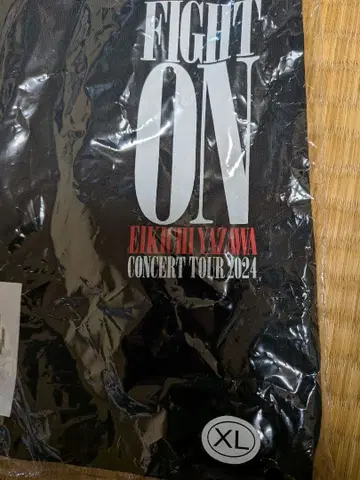 FIGHT
ON
EIKICHI YAZAWA
CONCERT TOUR 2024
XL